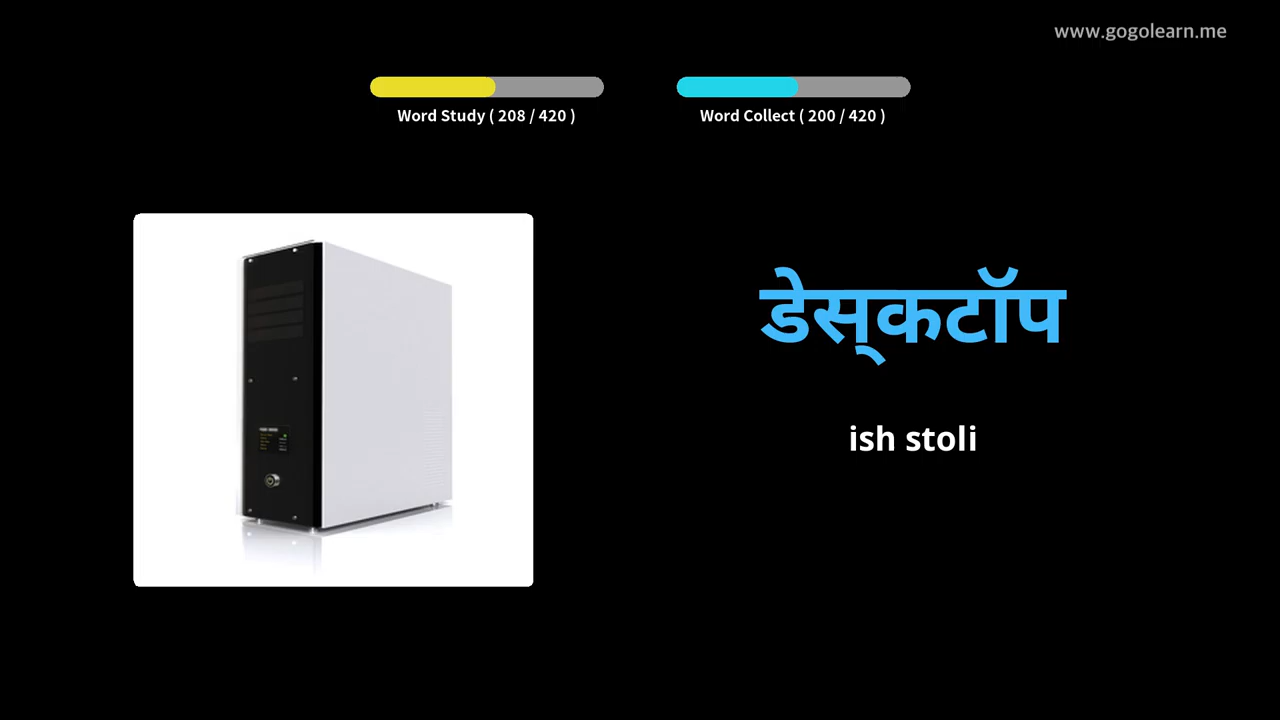 www.gogolearn.me
Word Study ( 208 / 420 )
Word Collect ( 200 / 420 )
डेस्‌कटॉप
ish stoli